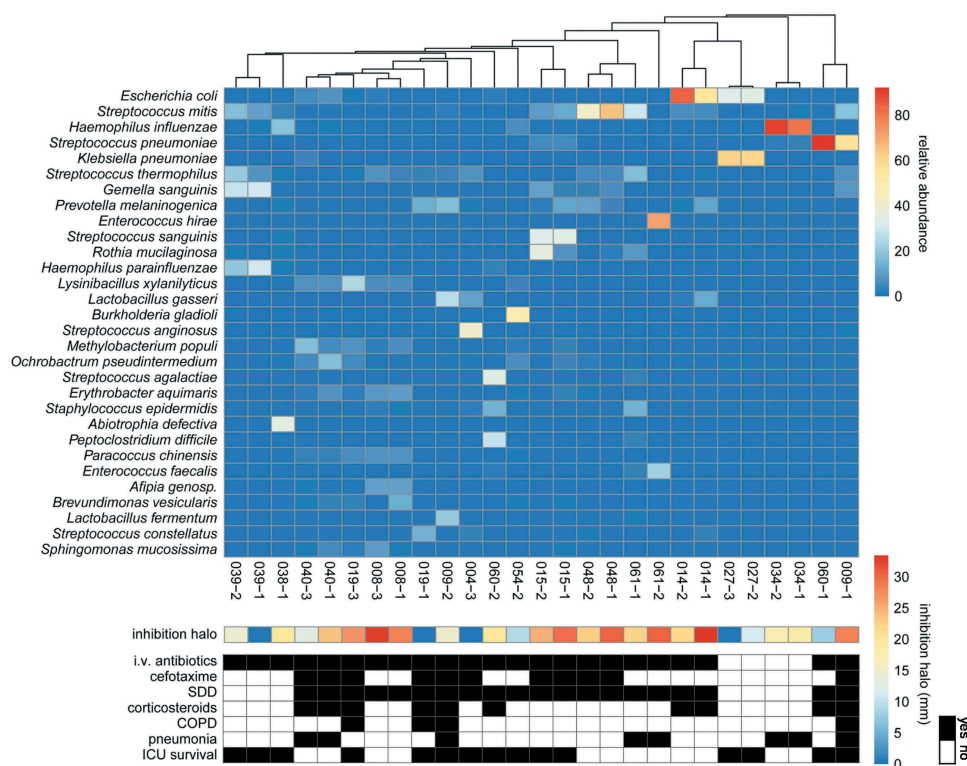 Escherichia coli
Streptococcus mitis
Haemophilus influenzae
Streptococcus pneumoniae
Klebsiella pneumoniae
Streptococcus thermophilus
Gemella sanguinis
Prevotella melaninogenica
Enterococcus hirae
Streptococcus sanguinis
Rothia mucilaginosa
Haemophilus parainfluenzae
Lysinibacillus xylanilyticus
Lactobacillus gasseri
Burkholderia gladioli
Streptococcus anginosus
Methylobacterium populi
Ochrobactrum pseudintermedium
Streptococcus agalactiae
Erythrobacter aquimaris
Staphylococcus epidermidis
Abiotrophia defectiva
Peptoclostridium difficile
Paracoccus chinensis
Enterococcus faecalis
Afipia genosp.
Brevundimonas vesicularis
Lactobacillus fermentum
Streptococcus constellatus
Sphingomonas mucosissima
80
60
40
20
0
relative abundance
039−2 039−1 038−1 040−3 040−1 019−3 008−3 008−1 019−1 009−2 004−3 060−2 054−2 015−2 015−1 048−2 048−1 061−1 061−2 014−2 014−1 027−3 027−2 034−2 034−1 060−1 009−1
inhibition halo
i.v. antibiotics
cefotaxime
SDD
corticosteroids
COPD
pneumonia
ICU survival
30
25
20
15
10
5
0
inhibition halo (mm)
yes no